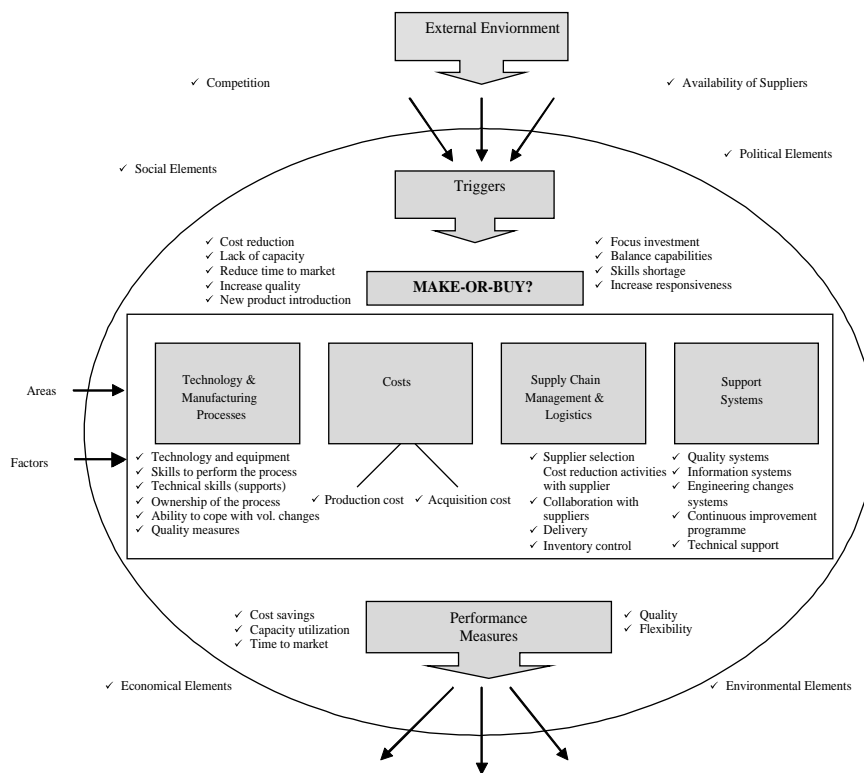 External Enviornment
✓ Competition
✓ Availability of Suppliers
✓ Social Elements
✓ Political Elements
Triggers
✓ Cost reduction
✓ Lack of capacity
✓ Reduce time to market
✓ Increase quality
✓ New product introduction
✓ Focus investment
✓ Balance capabilities
✓ Skills shortage
✓ Increase responsiveness
MAKE-OR-BUY?
Areas
Factors
Technology &
Manufacturing
Processes
✓ Technology and equipment
✓ Skills to perform the process
✓ Technical skills (supports)
✓ Ownership of the process
✓ Ability to cope with vol. changes
✓ Quality measures
Costs
✓ Production cost
✓ Acquisition cost
Supply Chain
Management &
Logistics
✓ Supplier selection
Cost reduction activities
✓ with supplier
✓ Collaboration with
suppliers
✓ Delivery
✓ Inventory control
Support
Systems
✓ Quality systems
✓ Information systems
✓ Engineering changes
systems
✓ Continuous improvement
programme
✓ Technical support
Performance
Measures
✓ Cost savings
✓ Capacity utilization
✓ Time to market
✓ Quality
✓ Flexibility
✓ Economical Elements
✓ Environmental Elements